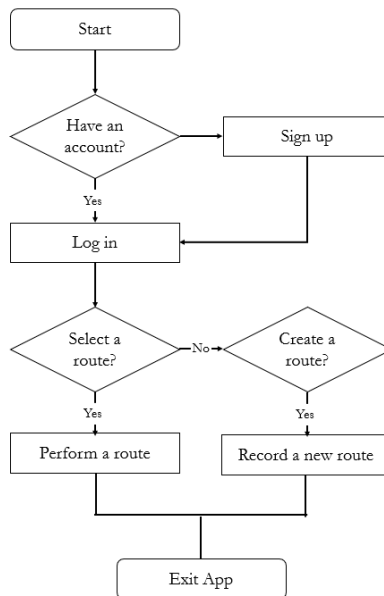 Start
Have an
account?
Sign up
Yes
Log in
Select a
route?
No
Create a
route?
Yes
Yes
Perform a route
Record a new route
Exit App